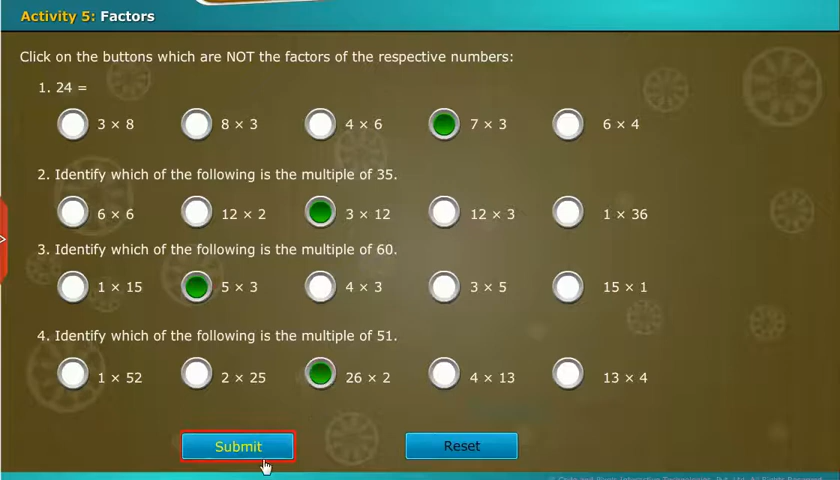 Activity 5: Factors
Click on the buttons which are NOT the factors of the respective numbers:
1. 24 =
3 × 8 8 × 3 4 × 6 7 × 3 6 × 4
2. Identify which of the following is the multiple of 35.
6 × 6 12 × 2 3 × 12 12 × 3 1 × 36
3. Identify which of the following is the multiple of 60.
1 × 15 5 × 3 4 × 3 3 × 5 15 × 1
4. Identify which of the following is the multiple of 51.
1 × 52 2 × 25 26 × 2 4 × 13 13 × 4
Submit Reset